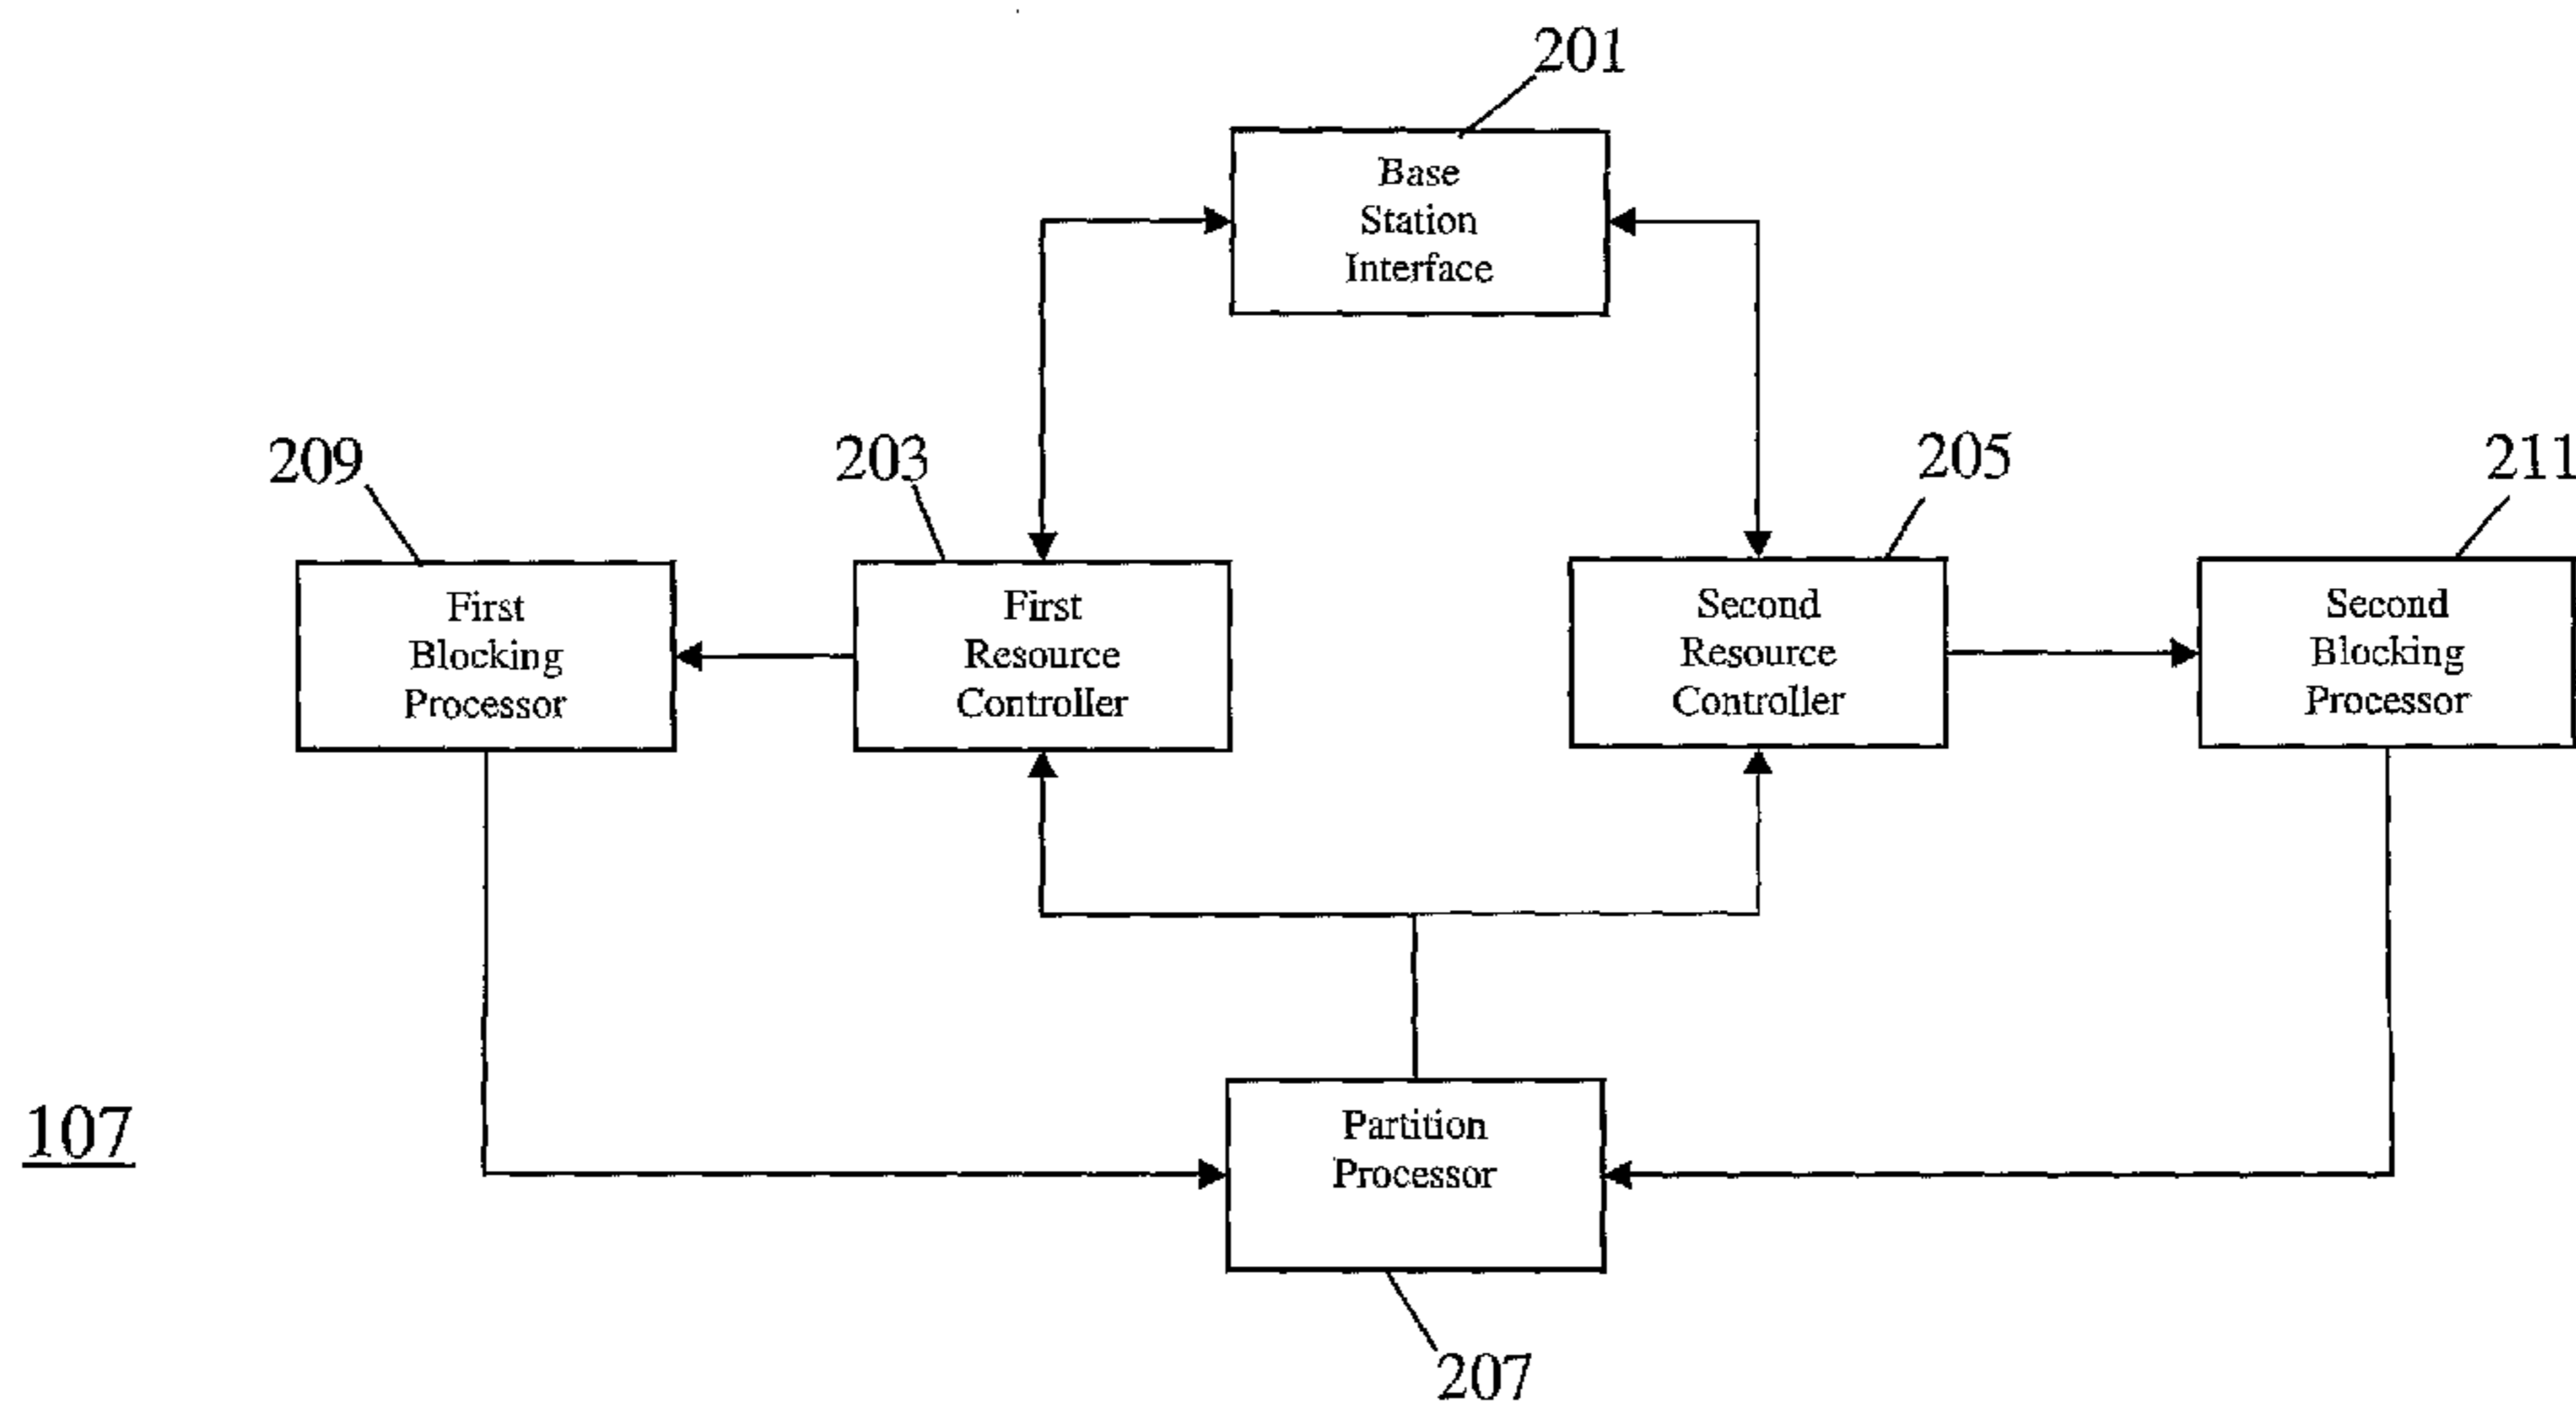 201
Base
Station
Interface
209
203
205
211
First
Blocking
Processor
First
Resource
Controller
Second
Resource
Controller
Second
Blocking
Processor
107
Partition
Processor
207